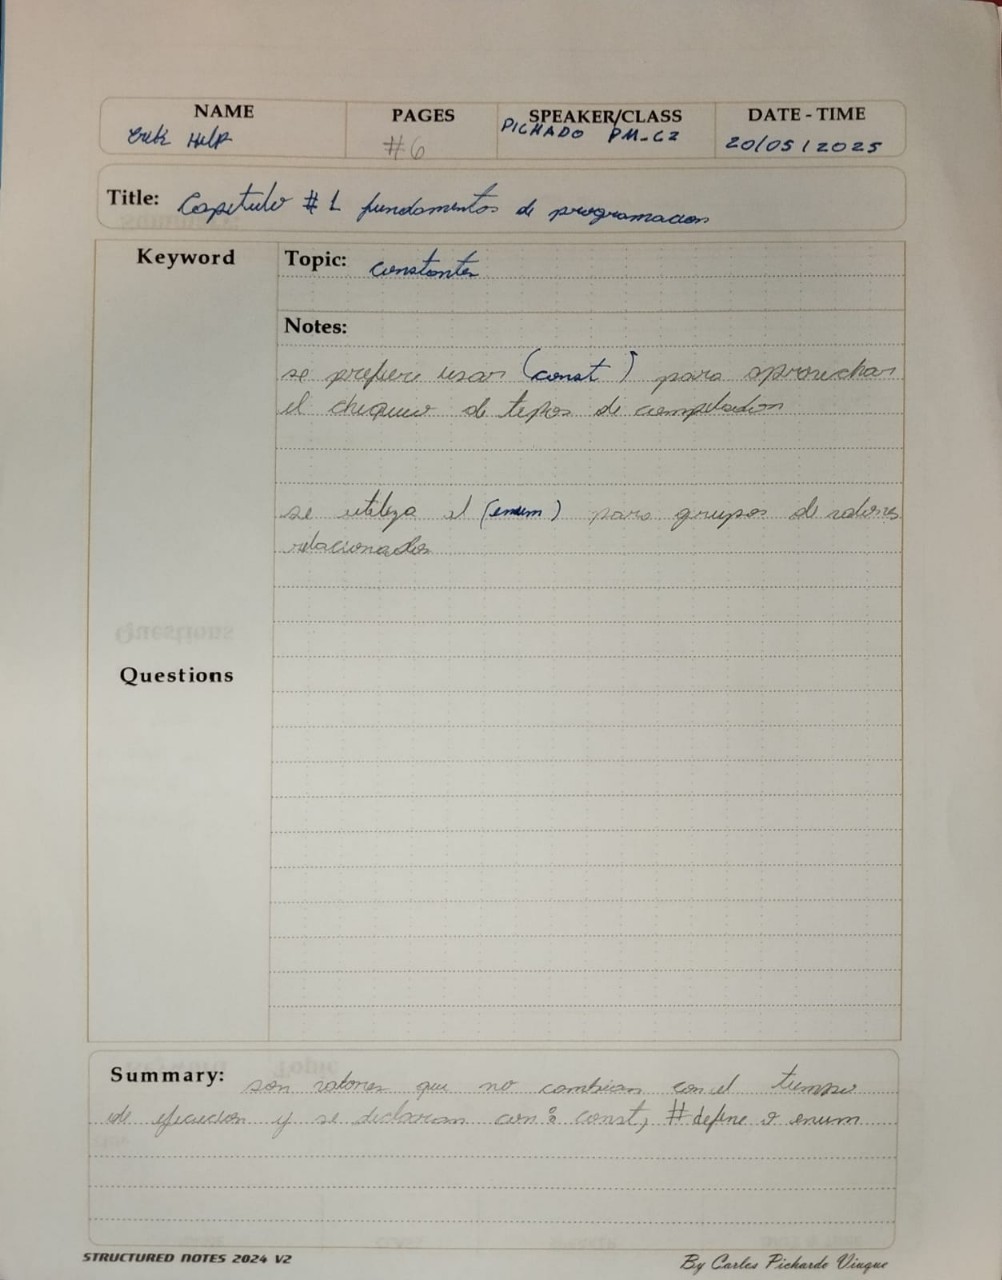 NAME PAGES SPEAKER/CLASS DATE - TIME
Erik Help #6 PICHADO PM-C2 20/05/2025
Title: Capitulo #1 fundamentos de programacion
Keyword
Topic: constantes
Notes:
se prefiere usar (const) para aprovechar
el chequeo de tipos de compilacion
se utiliza el (enum) para grupos de valores
relacionados
Questions
Summary: son valores que no cambian con el tiempo
de ejecucion y se declaran con: const, #define o enum
STRUCTURED NOTES 2024 V2
By Carlos Pichardo Vinque